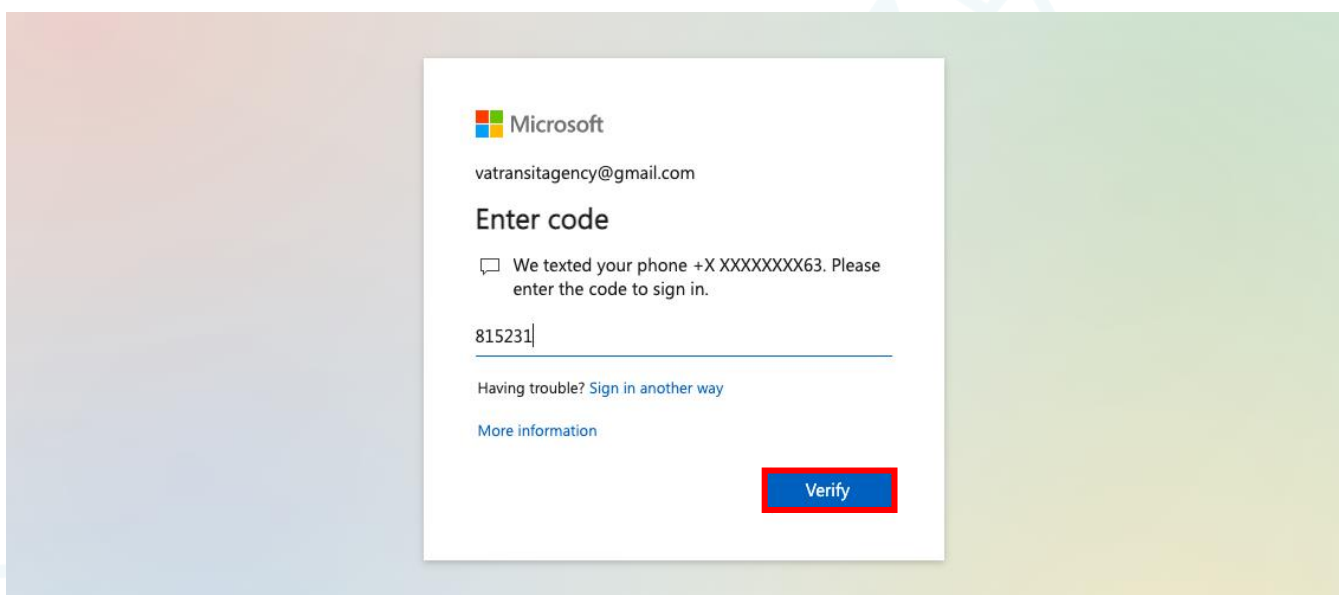 Microsoft
vatransitagency@gmail.com
Enter code
We texted your phone +X XXXXXXXX63. Please
enter the code to sign in.
815231
Having trouble? Sign in another way
More information
Verify